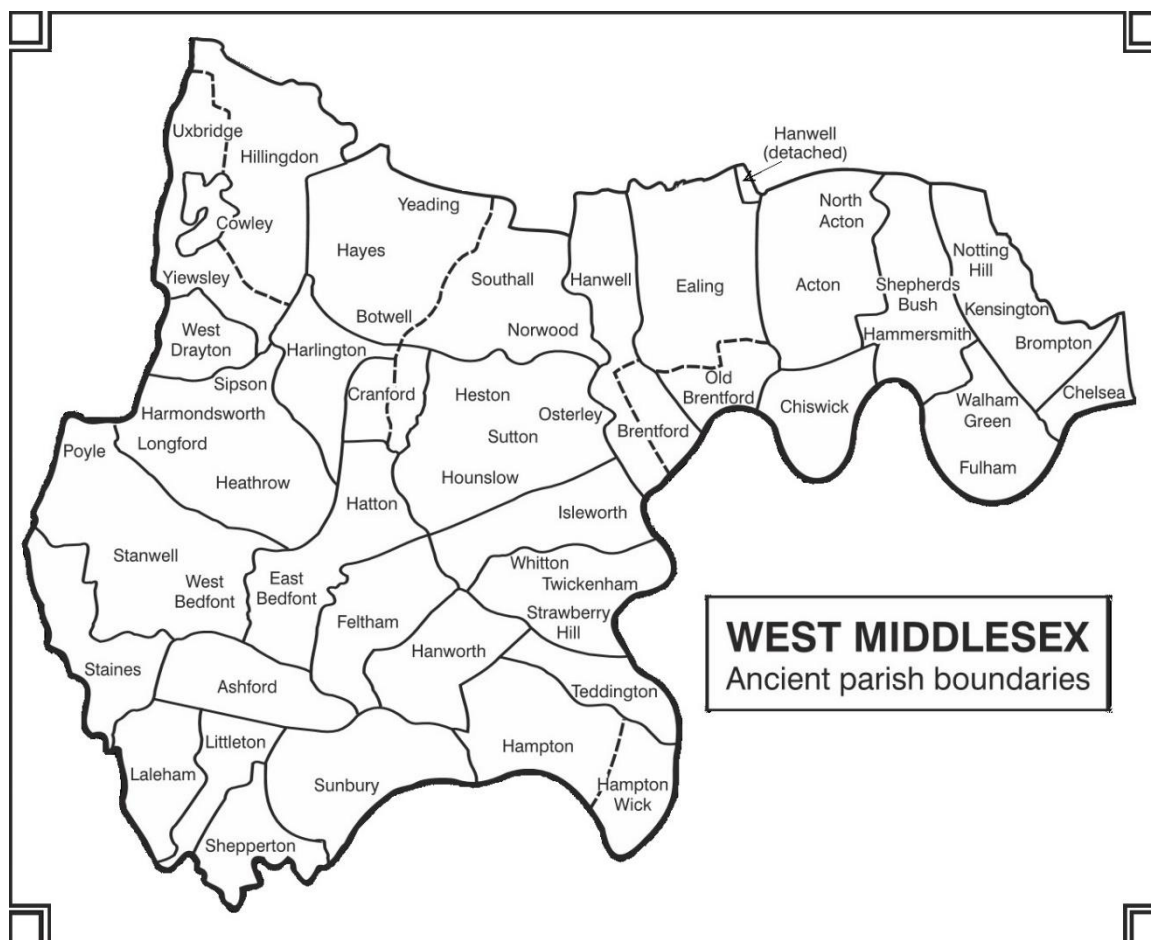 Uxbridge
Hillingdon
Cowley
Yiewsley
West
Drayton
Hayes
Yeading
Botwell
Southall
Norwood
Hanwell
Ealing
Hanwell
(detached)
North
Acton
Acton
Shepherds
Bush
Hammersmith
Notting
Hill
Kensington
Brompton
Chelsea
Harlington
Sipson
Cranford
Harmondsworth
Longford
Heathrow
Poyle
Heston
Osterley
Sutton
Hounslow
Brentford
Old
Brentford
Chiswick
Walham
Green
Fulham
Hatton
Isleworth
Stanwell
West
Bedfont
East
Bedfont
Whitton
Twickenham
Strawberry
Hill
Feltham
Hanworth
Staines
Ashford
Teddington
Littleton
Laleham
Shepperton
Sunbury
Hampton
Hampton
Wick
WEST MIDDLESEX
Ancient parish boundaries